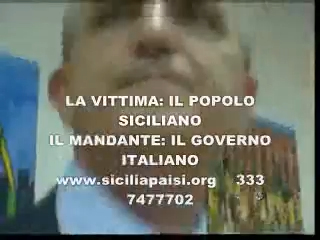 LA VITTIMA: IL POPOLO
SICILIANO
IL MANDANTE: IL GOVERNO
ITALIANO
www.siciliapaisi.org 333
7477702